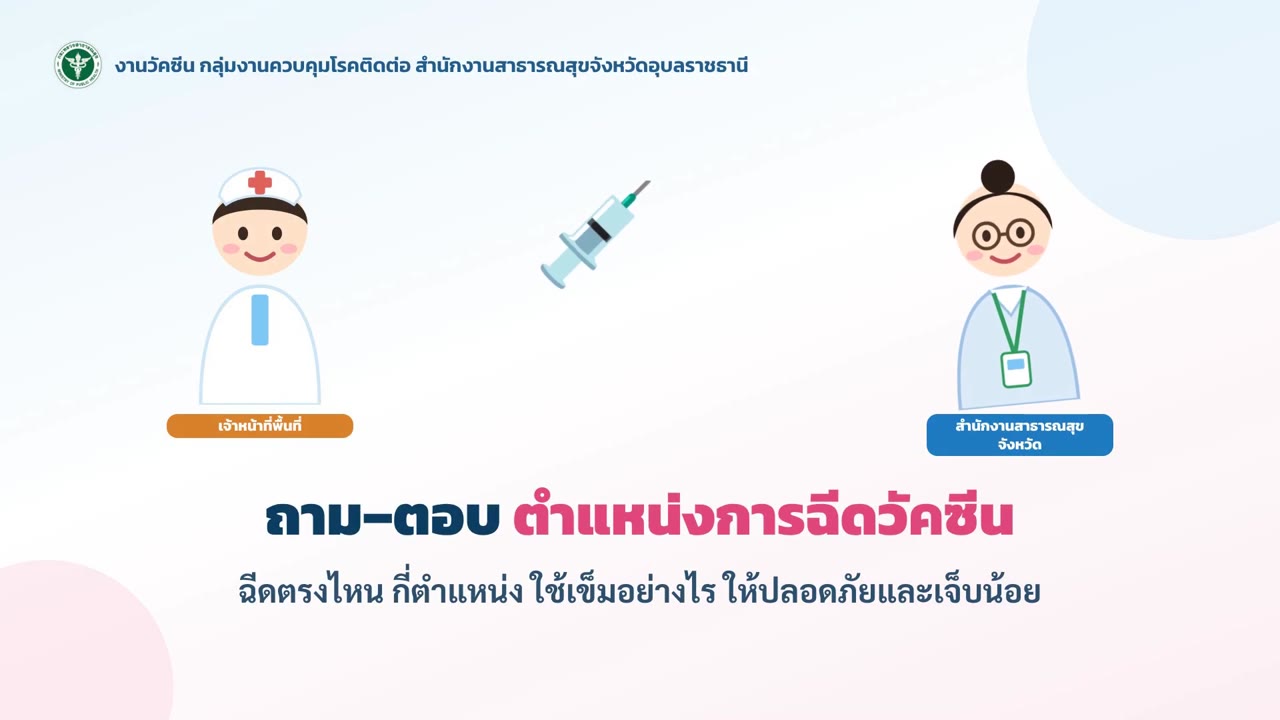 งานวัคซีน กลุ่มงานควบคุมโรคติดต่อ สำนักงานสาธารณสุขจังหวัดอุบลราชธานี
เจ้าหน้าที่พื้นที่
สำนักงานสาธารณสุข
จังหวัด
ถาม–ตอบ ตำแหน่งการฉีดวัคซีน
ฉีดตรงไหน กี่ตำแหน่ง ใช้เข็มอย่างไร ให้ปลอดภัยและเจ็บน้อย